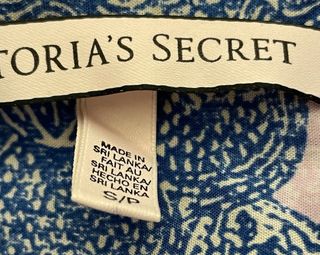 TORIA'S SECRET
MADE IN
SRI LANKA/
FAIT AU
SRI LANKA/
HECHO EN
SRI LANKA
S/P